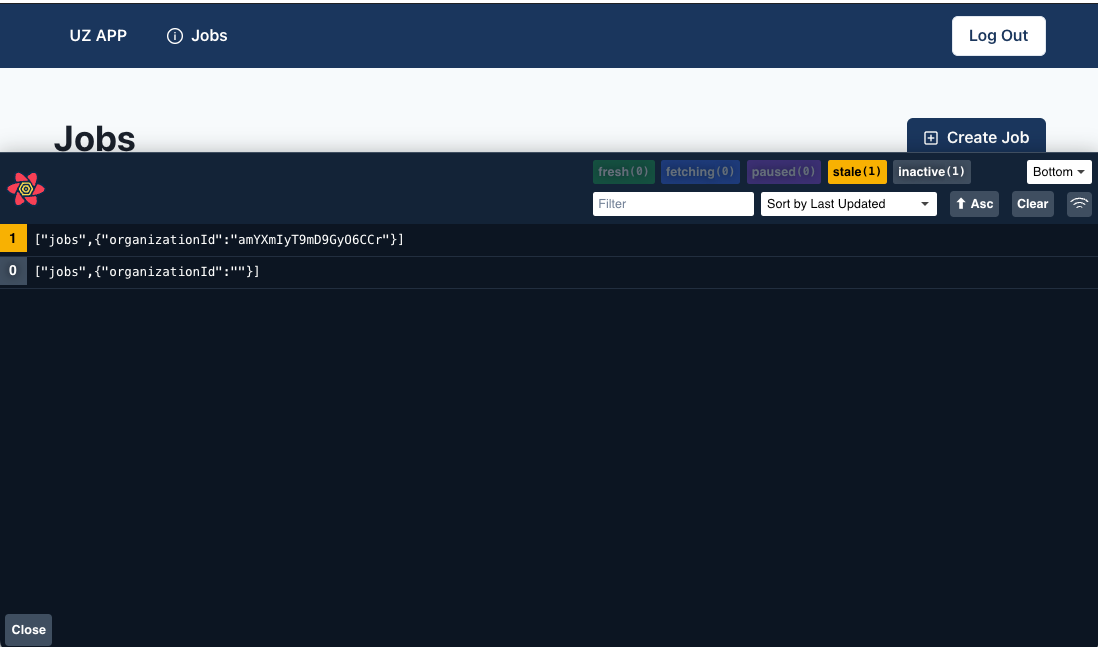 UZ APP Jobs Log Out
Jobs Create Job
fresh(0) fetching(0) paused(0) stale(1) inactive(1) Bottom
Filter Sort by Last Updated Asc Clear
1 ["jobs",{"organizationId":"amYXmIyT9mD9GyO6CCr"}]
0 ["jobs",{"organizationId":""}]
Close